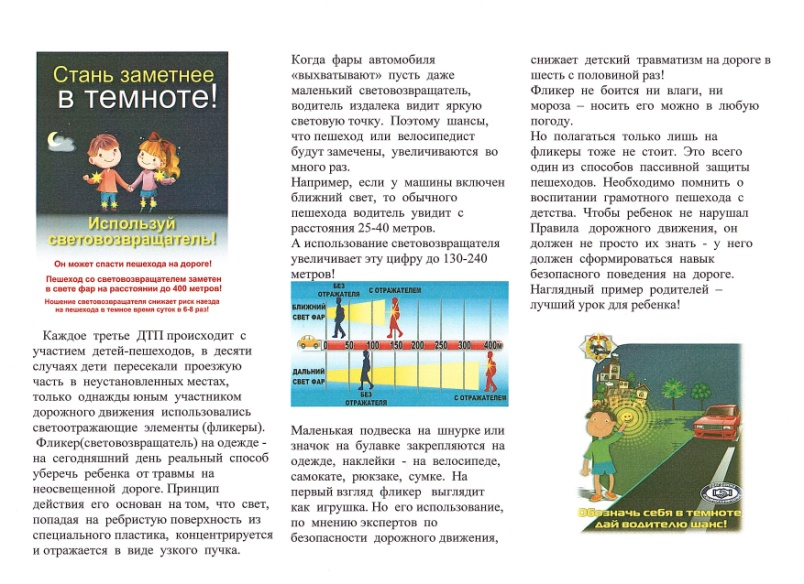 Стань заметнее
в темноте!
Используй
световозвращатель!
Он может спасти пешехода на дороге!
Пешеход со световозвращателем заметен
в свете фар на расстоянии до 400 метров!
Ношение световозвращателя снижает риск наезда
на пешехода в темное время суток в 6-8 раз!
Каждое третье ДТП происходит с
участием детей-пешеходов, в десяти
случаях дети пересекали проезжую
часть в неустановленных местах,
только однажды юным участником
дорожного движения использовались
светоотражающие элементы (фликеры).
Фликер(световозвращатель) на одежде -
на сегодняшний день реальный способ
уберечь ребенка от травмы на
неосвещенной дороге. Принцип
действия его основан на том, что свет,
попадая на ребристую поверхность из
специального пластика, концентрируется
и отражается в виде узкого пучка.
Когда фары автомобиля
«выхватывают» пусть даже
маленький световозвращатель,
водитель издалека видит яркую
световую точку. Поэтому шансы,
что пешеход или велосипедист
будут замечены, увеличиваются во
много раз.
Например, если у машины включен
ближний свет, то обычного
пешехода водитель увидит с
расстояния 25-40 метров.
А использование световозвращателя
увеличивает эту цифру до 130-240
метров!
БЕЗ
ОТРАЖАТЕЛЯ
С ОТРАЖАТЕЛЕМ
БЛИЖНИЙ
СВЕТ ФАР
0 50 100 150 200 300 400м
ДАЛЬНИЙ
СВЕТ ФАР
БЕЗ
ОТРАЖАТЕЛЯ
С ОТРАЖАТЕЛЕМ
Маленькая подвеска на шнурке или
значок на булавке закрепляются на
одежде, наклейки - на велосипеде,
самокате, рюкзаке, сумке. На
первый взгляд фликер выглядит
как игрушка. Но его использование,
по мнению экспертов по
безопасности дорожного движения,
снижает детский травматизм на дороге в
шесть с половиной раз!
Фликер не боится ни влаги, ни
мороза – носить его можно в любую
погоду.
Но полагаться только лишь на
фликеры тоже не стоит. Это всего
один из способов пассивной защиты
пешеходов. Необходимо помнить о
воспитании грамотного пешехода с
детства. Чтобы ребенок не нарушал
Правила дорожного движения, он
должен не просто их знать - у него
должен сформироваться навык
безопасного поведения на дороге.
Наглядный пример родителей –
лучший урок для ребенка!
Обозначь себя в темноте
дай водителю шанс!